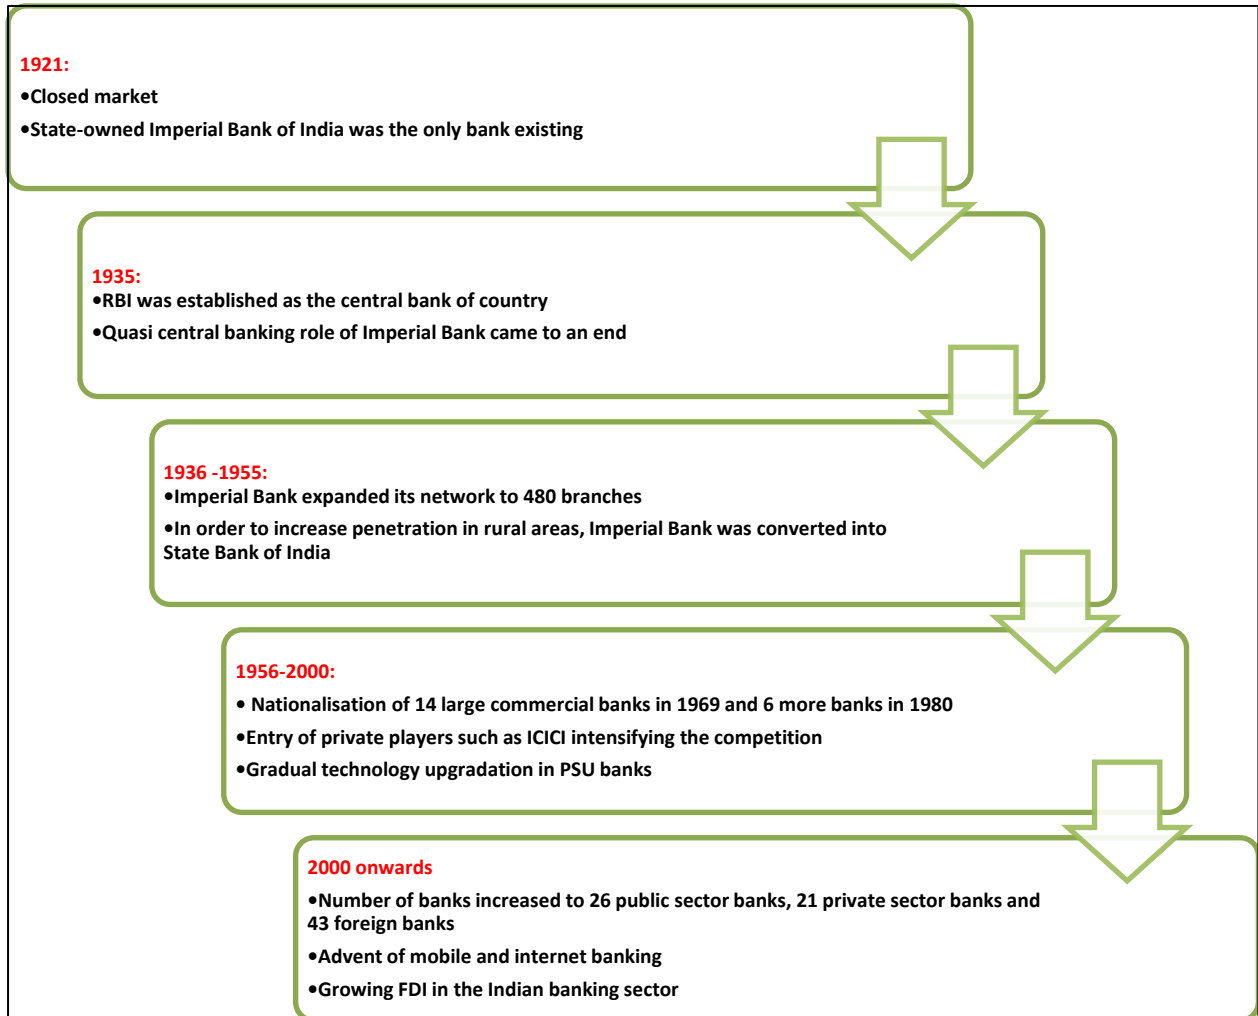 1921:
•Closed market
•State-owned Imperial Bank of India was the only bank existing
1935:
•RBI was established as the central bank of country
•Quasi central banking role of Imperial Bank came to an end
1936 -1955:
•Imperial Bank expanded its network to 480 branches
•In order to increase penetration in rural areas, Imperial Bank was converted into
State Bank of India
1956-2000:
• Nationalisation of 14 large commercial banks in 1969 and 6 more banks in 1980
•Entry of private players such as ICICI intensifying the competition
•Gradual technology upgradation in PSU banks
2000 onwards
•Number of banks increased to 26 public sector banks, 21 private sector banks and
43 foreign banks
•Advent of mobile and internet banking
•Growing FDI in the Indian banking sector